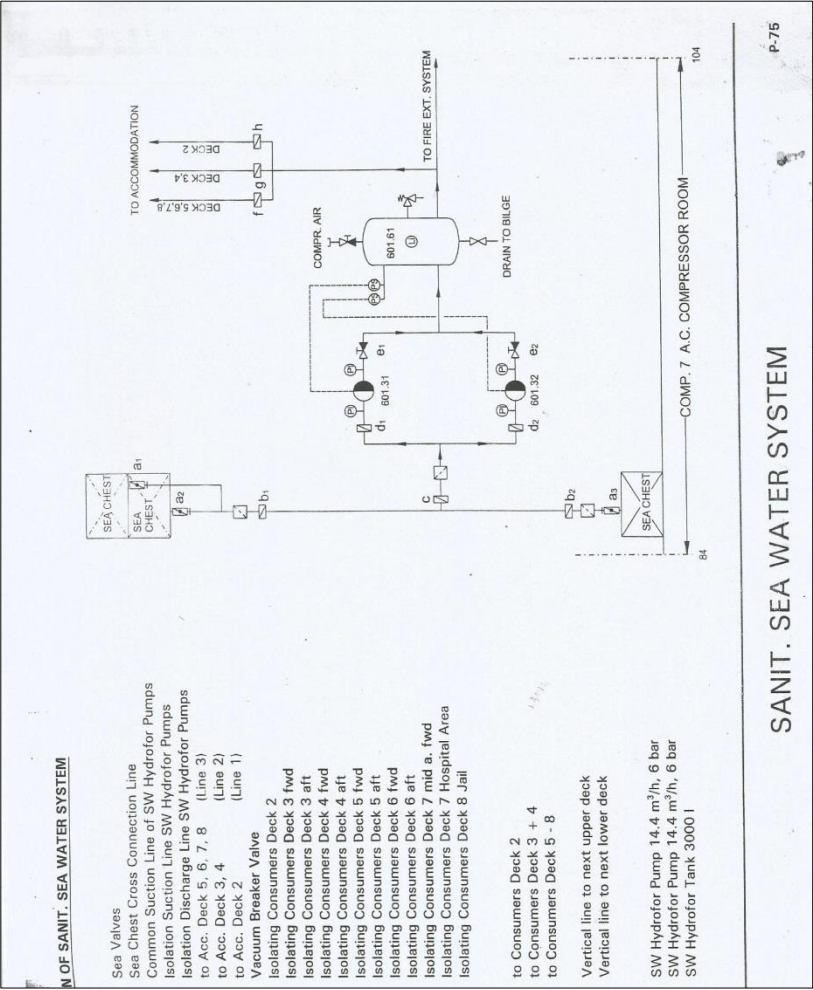 N OF SANIT. SEA WATER SYSTEM
Sea Valves
Sea Chest Cross Connection Line
Common Suction Line of SW Hydrofor Pumps
Isolation Suction Line SW Hydrofor Pumps
Isolation Discharge Line SW Hydrofor Pumps
to Acc. Deck 5, 6, 7, 8 (Line 3)
to Acc. Deck 3, 4 (Line 2)
to Acc. Deck 2 (Line 1)
Vacuum Breaker Valve
Isolating Consumers Deck 2
Isolating Consumers Deck 3 fwd
Isolating Consumers Deck 3 aft
Isolating Consumers Deck 4 fwd
Isolating Consumers Deck 4 aft
Isolating Consumers Deck 5 fwd
Isolating Consumers Deck 5 aft
Isolating Consumers Deck 6 fwd
Isolating Consumers Deck 6 aft
Isolating Consumers Deck 7 mid a. fwd
Isolating Consumers Deck 7 Hospital Area
Isolating Consumers Deck 8 Jail
to Consumers Deck 2
to Consumers Deck 3 + 4
to Consumers Deck 5 - 8
Vertical line to next upper deck
Vertical line to next lower deck
SW Hydrofor Pump 14.4 m³/h, 6 bar
SW Hydrofor Pump 14.4 m³/h, 6 bar
SW Hydrofor Tank 3000 l
SEA CHEST
SEA
CHEST
a1
a2
b1
c
b2
a3
SEA CHEST
d1
PI
601.31
PI
e1
d2
PI
601.32
PI
e2
PS
PS
COMPR. AIR
601.61
LI
DRAIN TO BILGE
TO ACCOMMODATION
DECK 5,6,7,8
DECK 3,4
DECK 2
f
g
h
TO FIRE EXT. SYSTEM
84
COMP. 7 A.C. COMPRESSOR ROOM
104
SANIT. SEA WATER SYSTEM
P-75